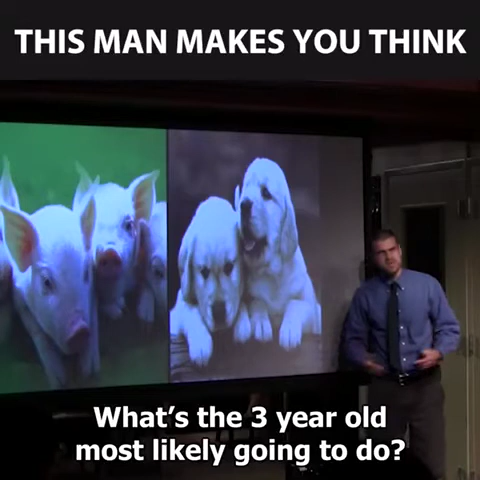 THIS MAN MAKES YOU THINK
What's the 3 year old
most likely going to do?